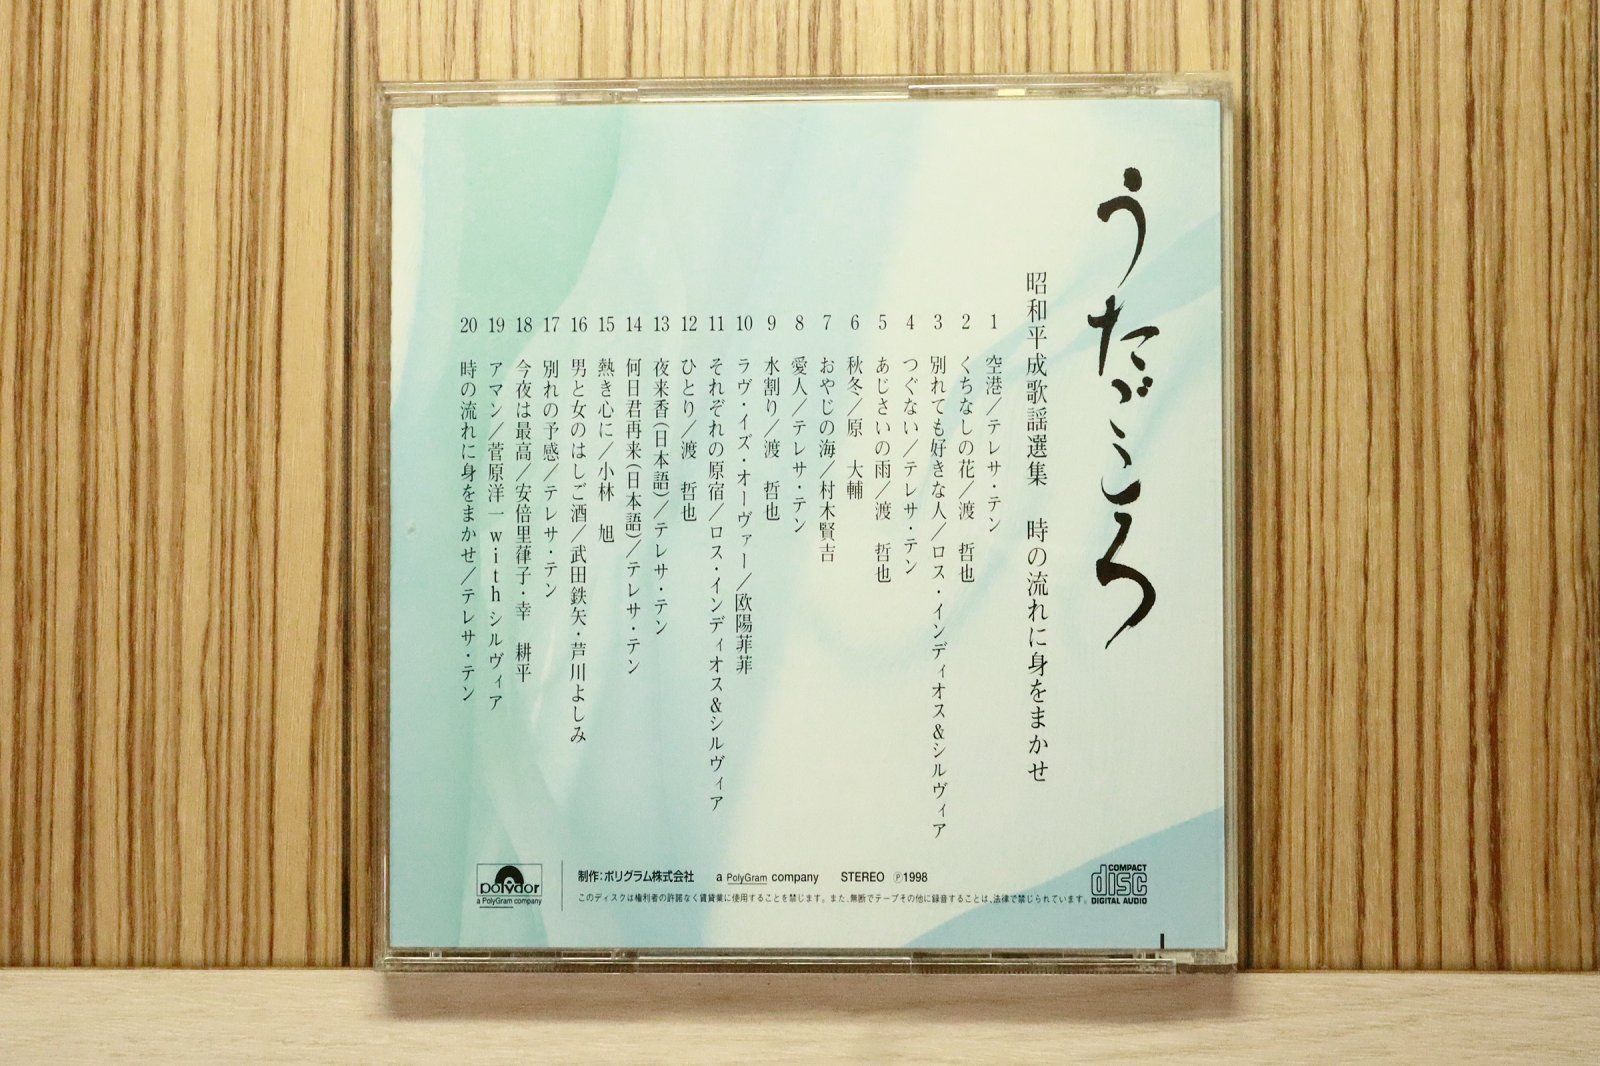 うたごころ
昭和平成歌謡選集　時の流れに身をまかせ
1 空港／テレサ・テン
2 くちなしの花／渡　哲也
3 別れても好きな人／ロス・インディオス&シルヴィア
4 つぐない／テレサ・テン
5 あじさいの雨／渡　哲也
6 秋冬／原　大輔
7 おやじの海／村木賢吉
8 愛人／テレサ・テン
9 水割り／渡　哲也
10 ラヴ・イズ・オーヴァー／欧陽菲菲
11 それぞれの原宿／ロス・インディオス&シルヴィア
12 ひとり／渡　哲也
13 夜来香（日本語）／テレサ・テン
14 何日君再来（日本語）／テレサ・テン
15 熱き心に／小林　旭
16 男と女のはしご酒／武田鉄矢・芦川よしみ
17 別れの予感／テレサ・テン
18 今夜は最高／安倍里葎子・幸　耕平
19 アマン／菅原洋一 with シルヴィア
20 時の流れに身をまかせ／テレサ・テン
polydor
a PolyGram company
制作：ポリグラム株式会社　a PolyGram company　STEREO ℗1998
このディスクは権利者の許諾なく賃貸業に使用することを禁じます。また、無断でテープその他に録音することは、法律で禁じられています。
COMPACT
disc
DIGITAL AUDIO